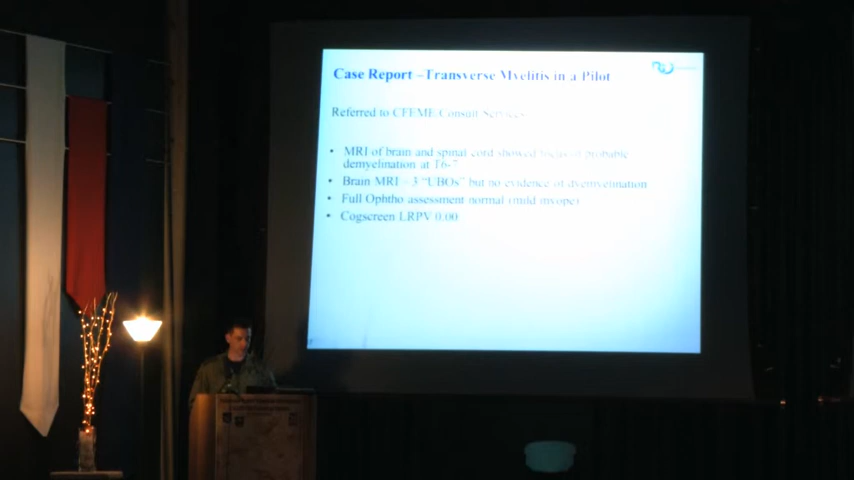 Case Report –Transverse Myelitis in a Pilot
Referred to CFEME Consult Services
• MRI of brain and spinal cord showed focus of probable
demyelination at T6-7
• Brain MRI – 3 “UBOs” but no evidence of dyemyelination
• Full Ophtho assessment normal (mild myope)
• Cogscreen LRPV 0.00